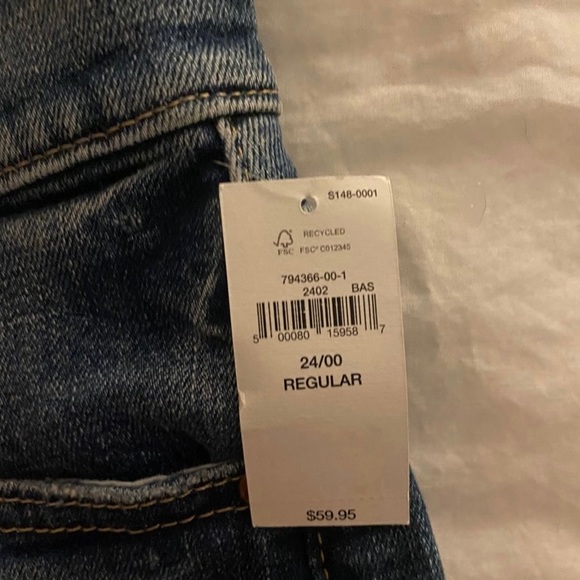 S148-0001
RECYCLED
FSC FSC® C012345
794366-00-1
2402 BAS
5 00080 15958 7
24/00
REGULAR
$59.95